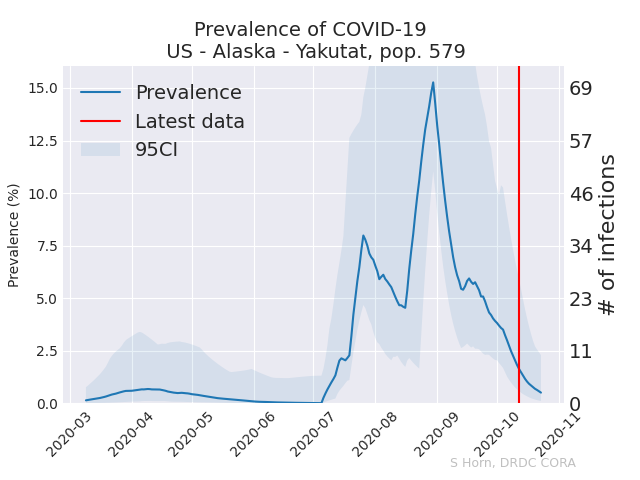 Prevalence of COVID-19
US - Alaska - Yakutat, pop. 579
Prevalence
Latest data
95CI
Prevalence (%)
15.0
12.5
10.0
7.5
5.0
2.5
0.0
69
57
46
34
23
11
0
# of infections
2020-03
2020-04
2020-05
2020-06
2020-07
2020-08
2020-09
2020-10
2020-11
S Horn, DRDC CORA